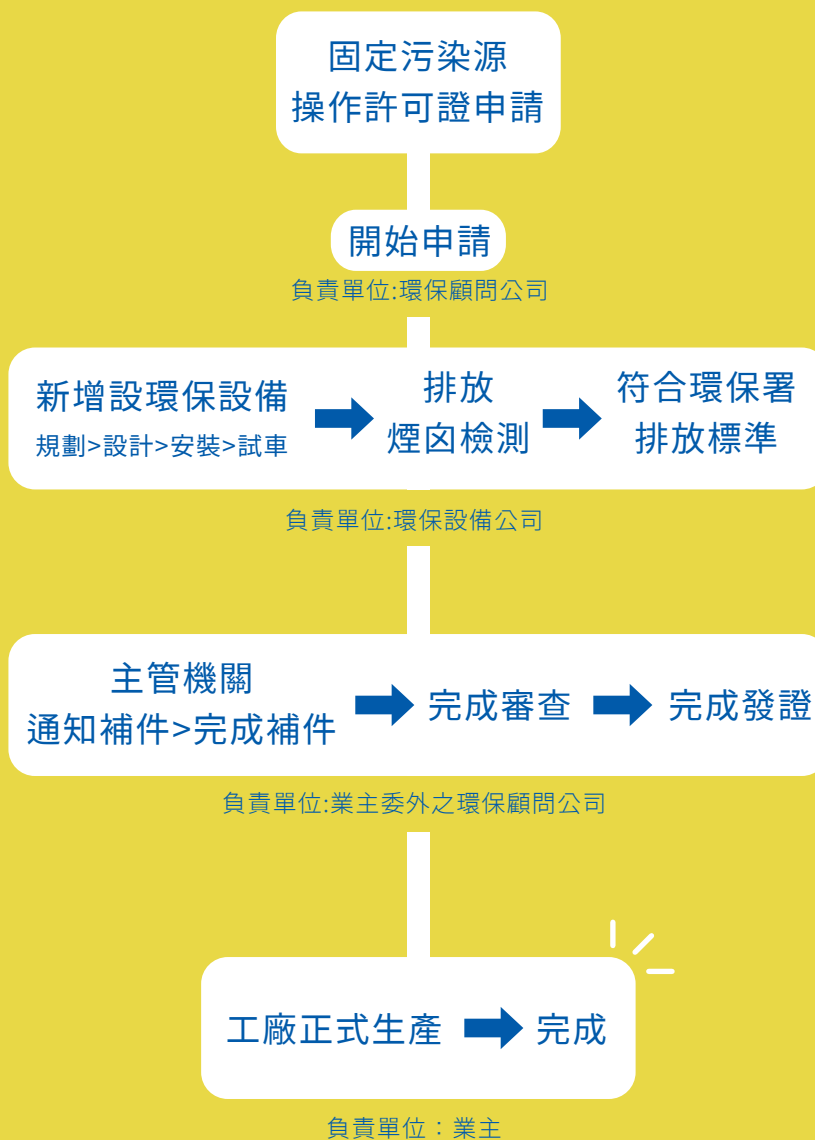 固定污染源
操作許可證申請
開始申請
負責單位:環保顧問公司
新增設環保設備
規劃>設計>安裝>試車
排放
煙囪檢測
符合環保署
排放標準
負責單位:環保設備公司
主管機關
通知補件>完成補件
完成審查
完成發證
負責單位:業主委外之環保顧問公司
工廠正式生產
完成
負責單位：業主